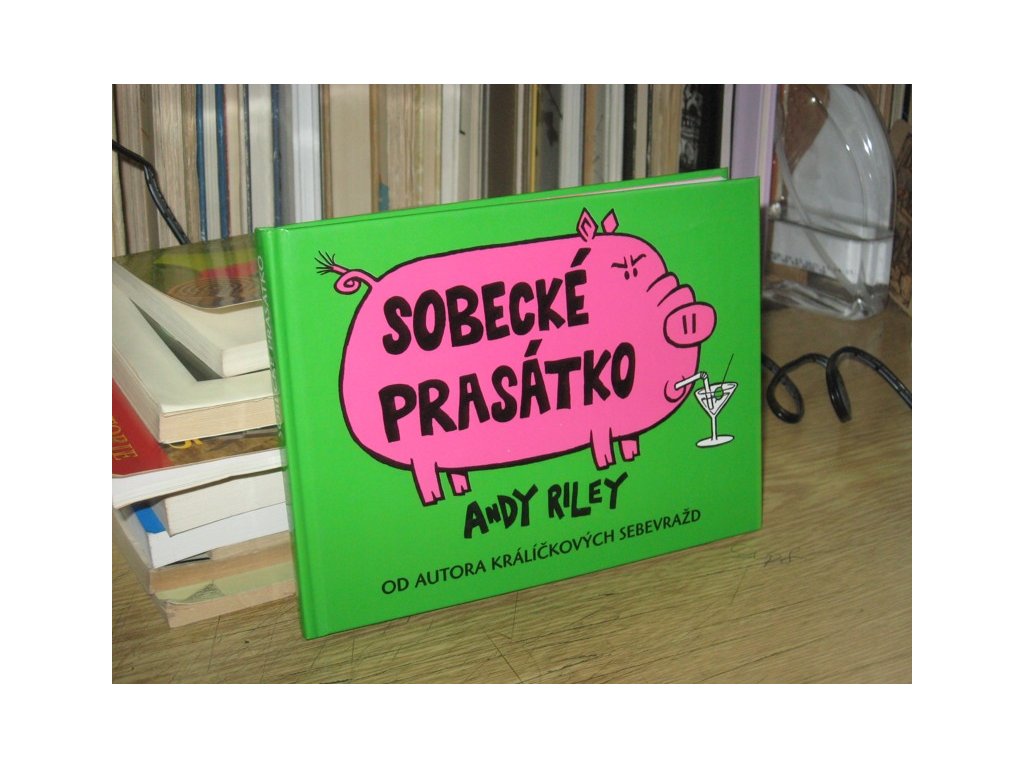 SOBECKÉ
PRASÁTKO
ANDY RILEY
OD AUTORA KRÁLÍČKOVÝCH SEBEVRAŽD